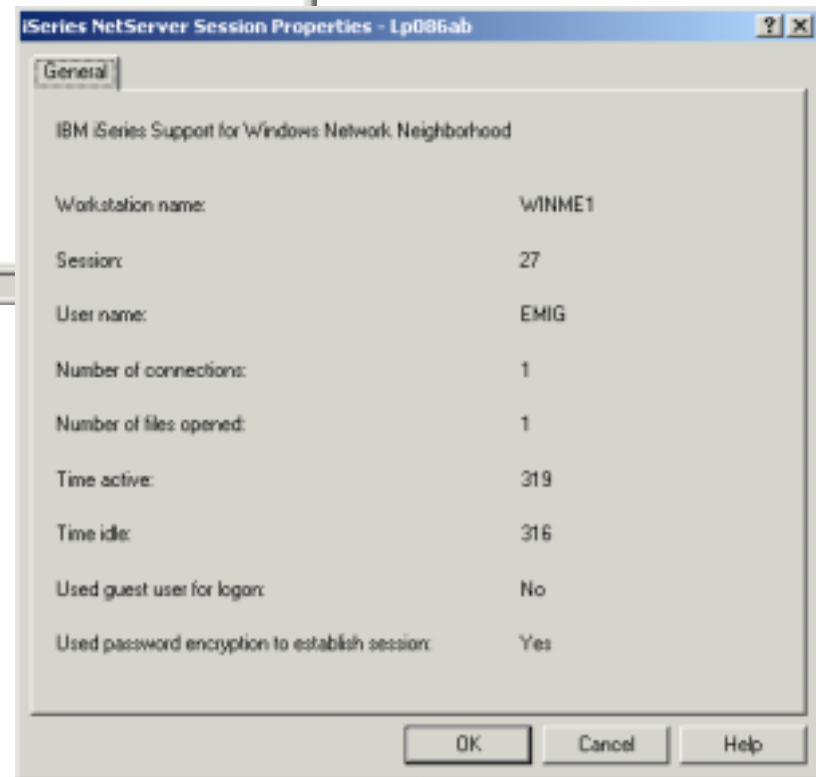 iSeries NetServer Session Properties - Lp086ab
General
IBM iSeries Support for Windows Network Neighborhood
Workstation name: WINME1
Session: 27
User name: EMIG
Number of connections: 1
Number of files opened: 1
Time active: 319
Time idle: 316
Used guest user for logon: No
Used password encryption to establish session: Yes
OK Cancel Help